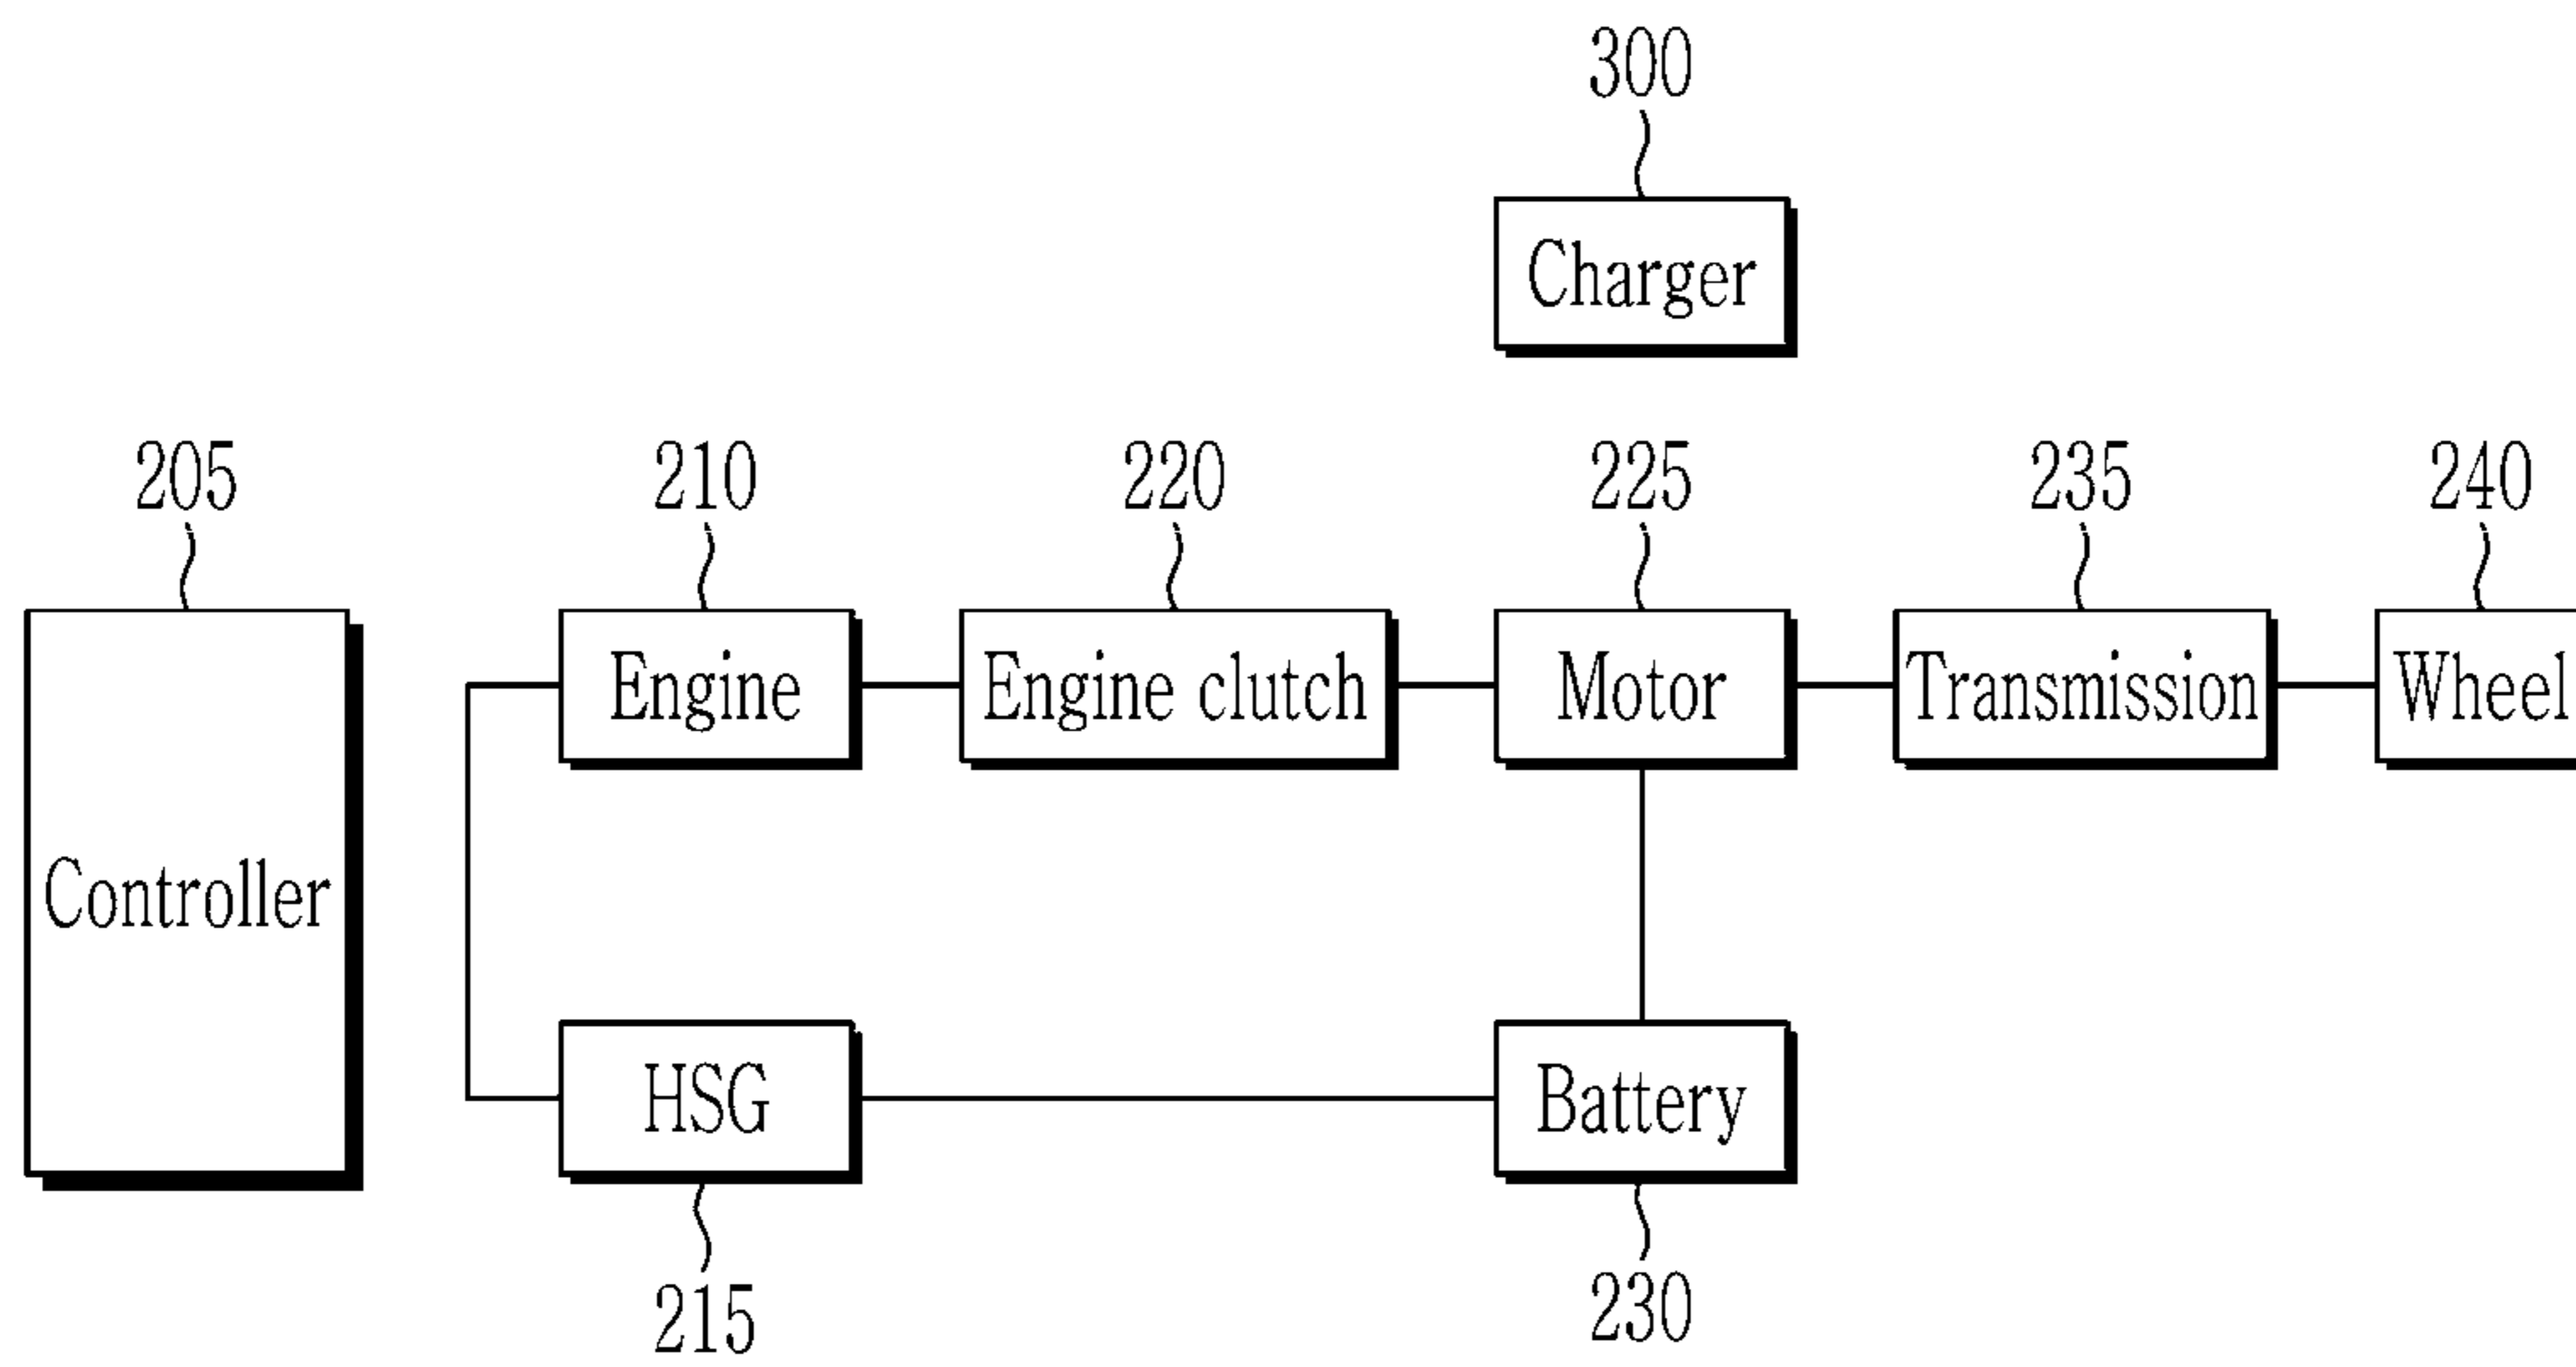 300
Charger
205
210
220
225
235
240
Controller
Engine
Engine clutch
Motor
Transmission
Wheel
HSG
Battery
215
230